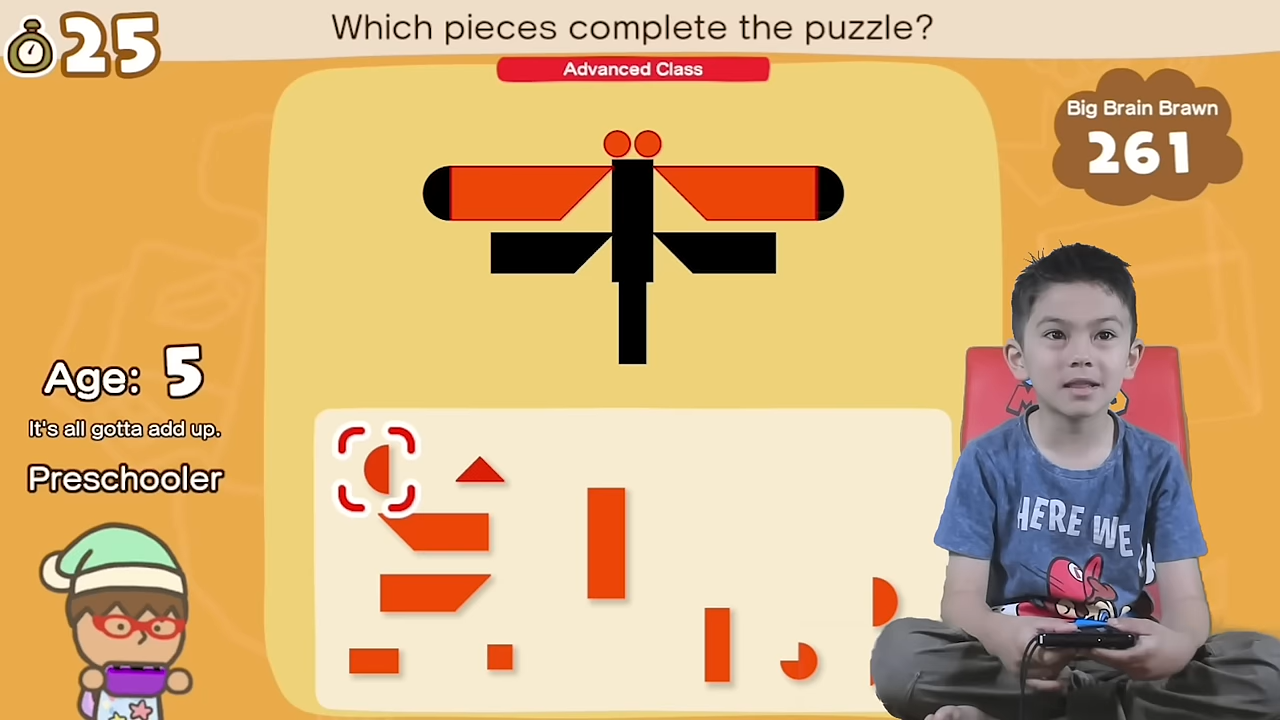 25
Which pieces complete the puzzle?
Advanced Class
Big Brain Brawn
261
Age: 5
It's all gotta add up.
Preschooler
HERE WE